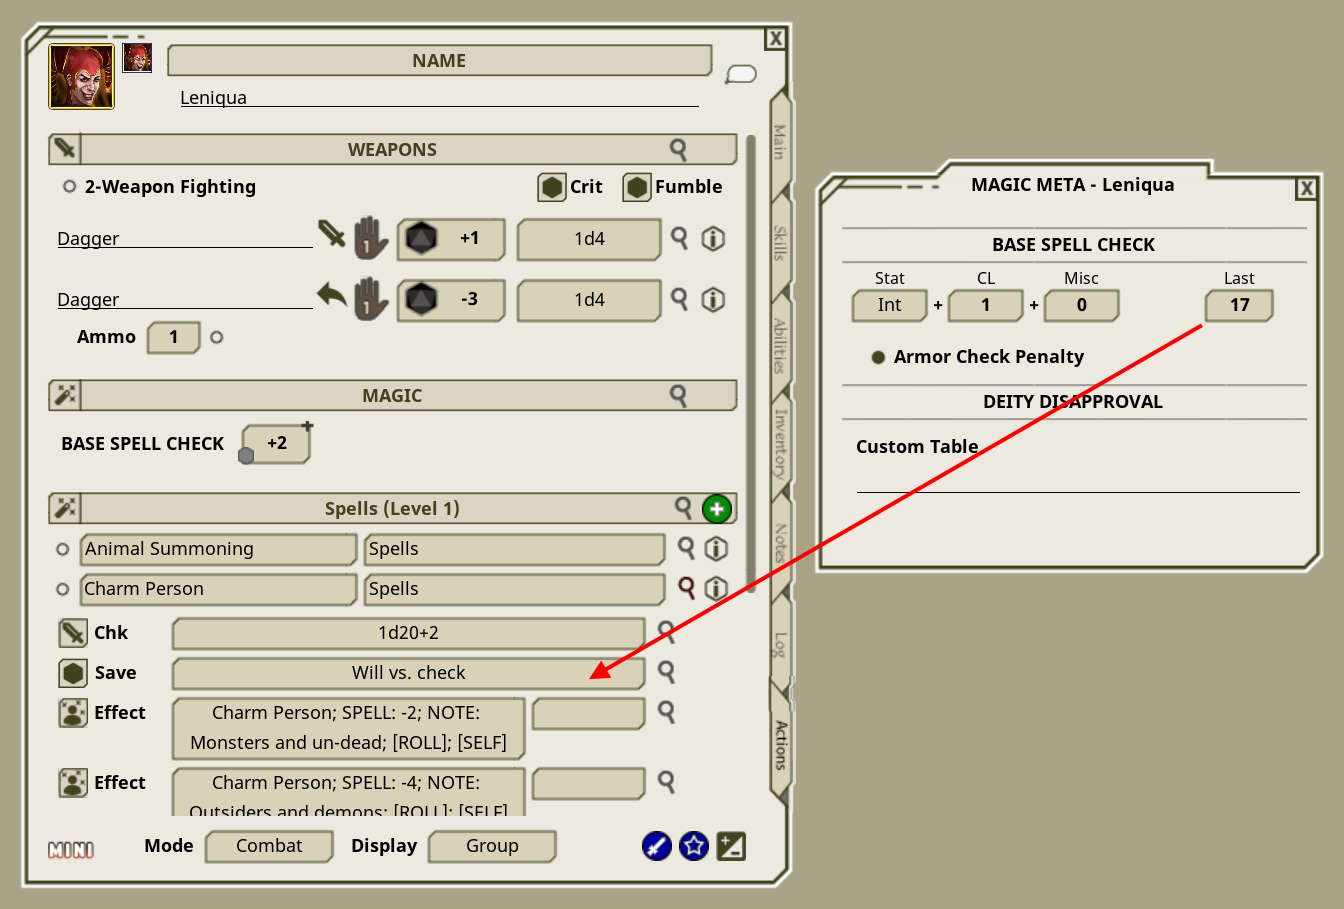 NAME
Leniqua
WEAPONS
2-Weapon Fighting Crit Fumble
Dagger 1 +1 1d4
Dagger 1 -3 1d4
Ammo 1
MAGIC
BASE SPELL CHECK +2
Spells (Level 1)
Animal Summoning Spells
Charm Person Spells
Chk 1d20+2
Save Will vs. check
Effect Charm Person; SPELL: -2; NOTE:
Monsters and un-dead; [ROLL]; [SELF]
Effect Charm Person; SPELL: -4; NOTE:
Outsiders and demons; [ROLL]; [SELF]
MINI Mode Combat Display Group
X
Main
Skills
Abilities
Inventory
Notes
Log
Actions
MAGIC META - Leniqua
X
BASE SPELL CHECK
Stat CL Misc Last
Int + 1 + 0 17
Armor Check Penalty
DEITY DISAPPROVAL
Custom Table